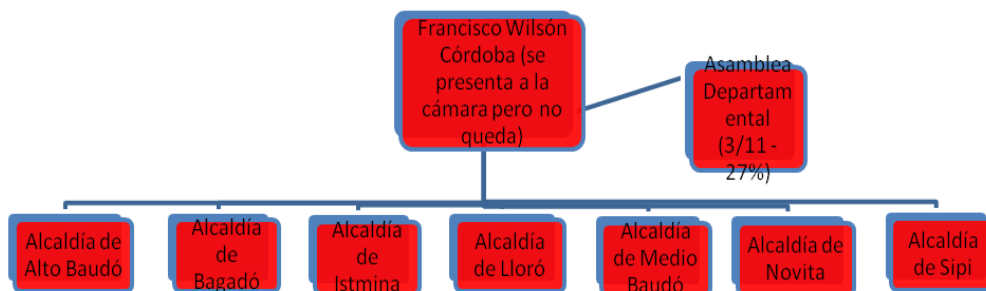 Francisco Wilsón
Córdoba (se
presenta a la
cámara pero no
queda)
Asamblea
Departam
ental
(3/11 -
27%)
Alcaldía de
Alto Baudó
Alcaldía
de
Bagadó
Alcaldía
de
Istmina
Alcaldía
de Lloró
Alcaldía
de Medio
Baudó
Alcaldía de
Novita
Alcaldía
de Sipi